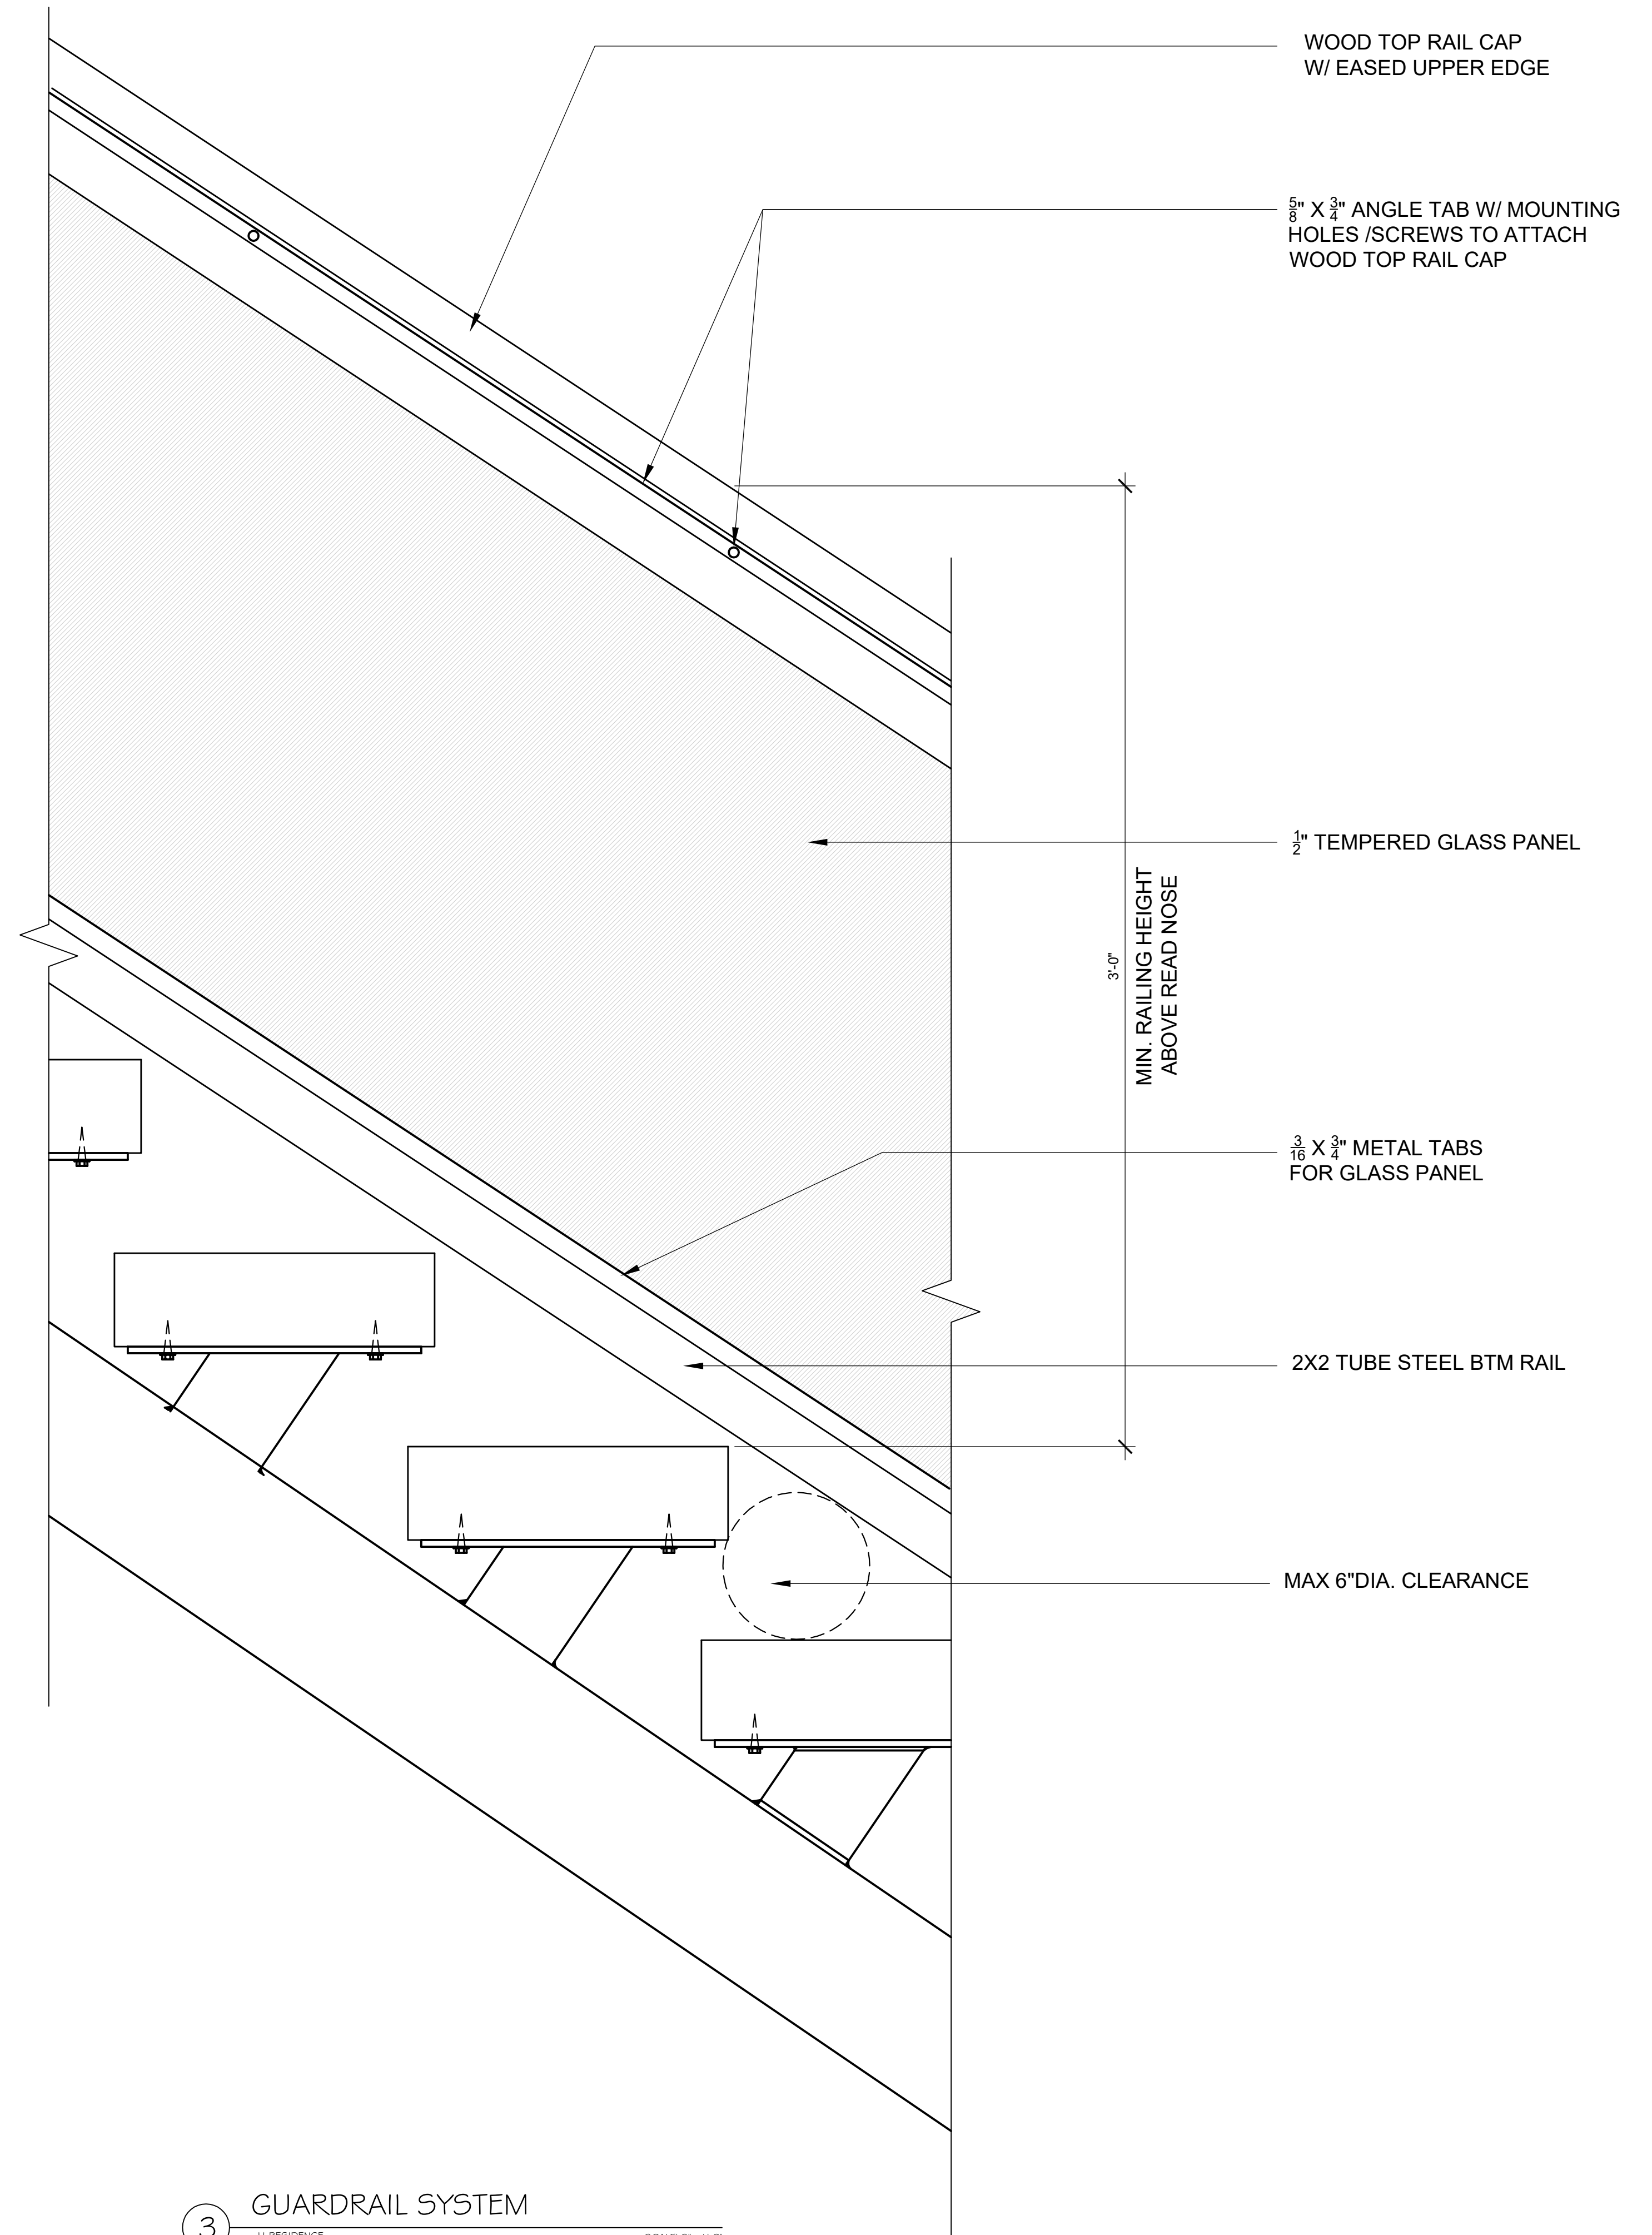 WOOD TOP RAIL CAP
W/ EASED UPPER EDGE
5/8" X 3/4" ANGLE TAB W/ MOUNTING
HOLES /SCREWS TO ATTACH
WOOD TOP RAIL CAP
1/2" TEMPERED GLASS PANEL
3'-0"
MIN. RAILING HEIGHT
ABOVE READ NOSE
3/16 X 3/4" METAL TABS
FOR GLASS PANEL
2X2 TUBE STEEL BTM RAIL
MAX 6"DIA. CLEARANCE
3
GUARDRAIL SYSTEM
RESIDENCE